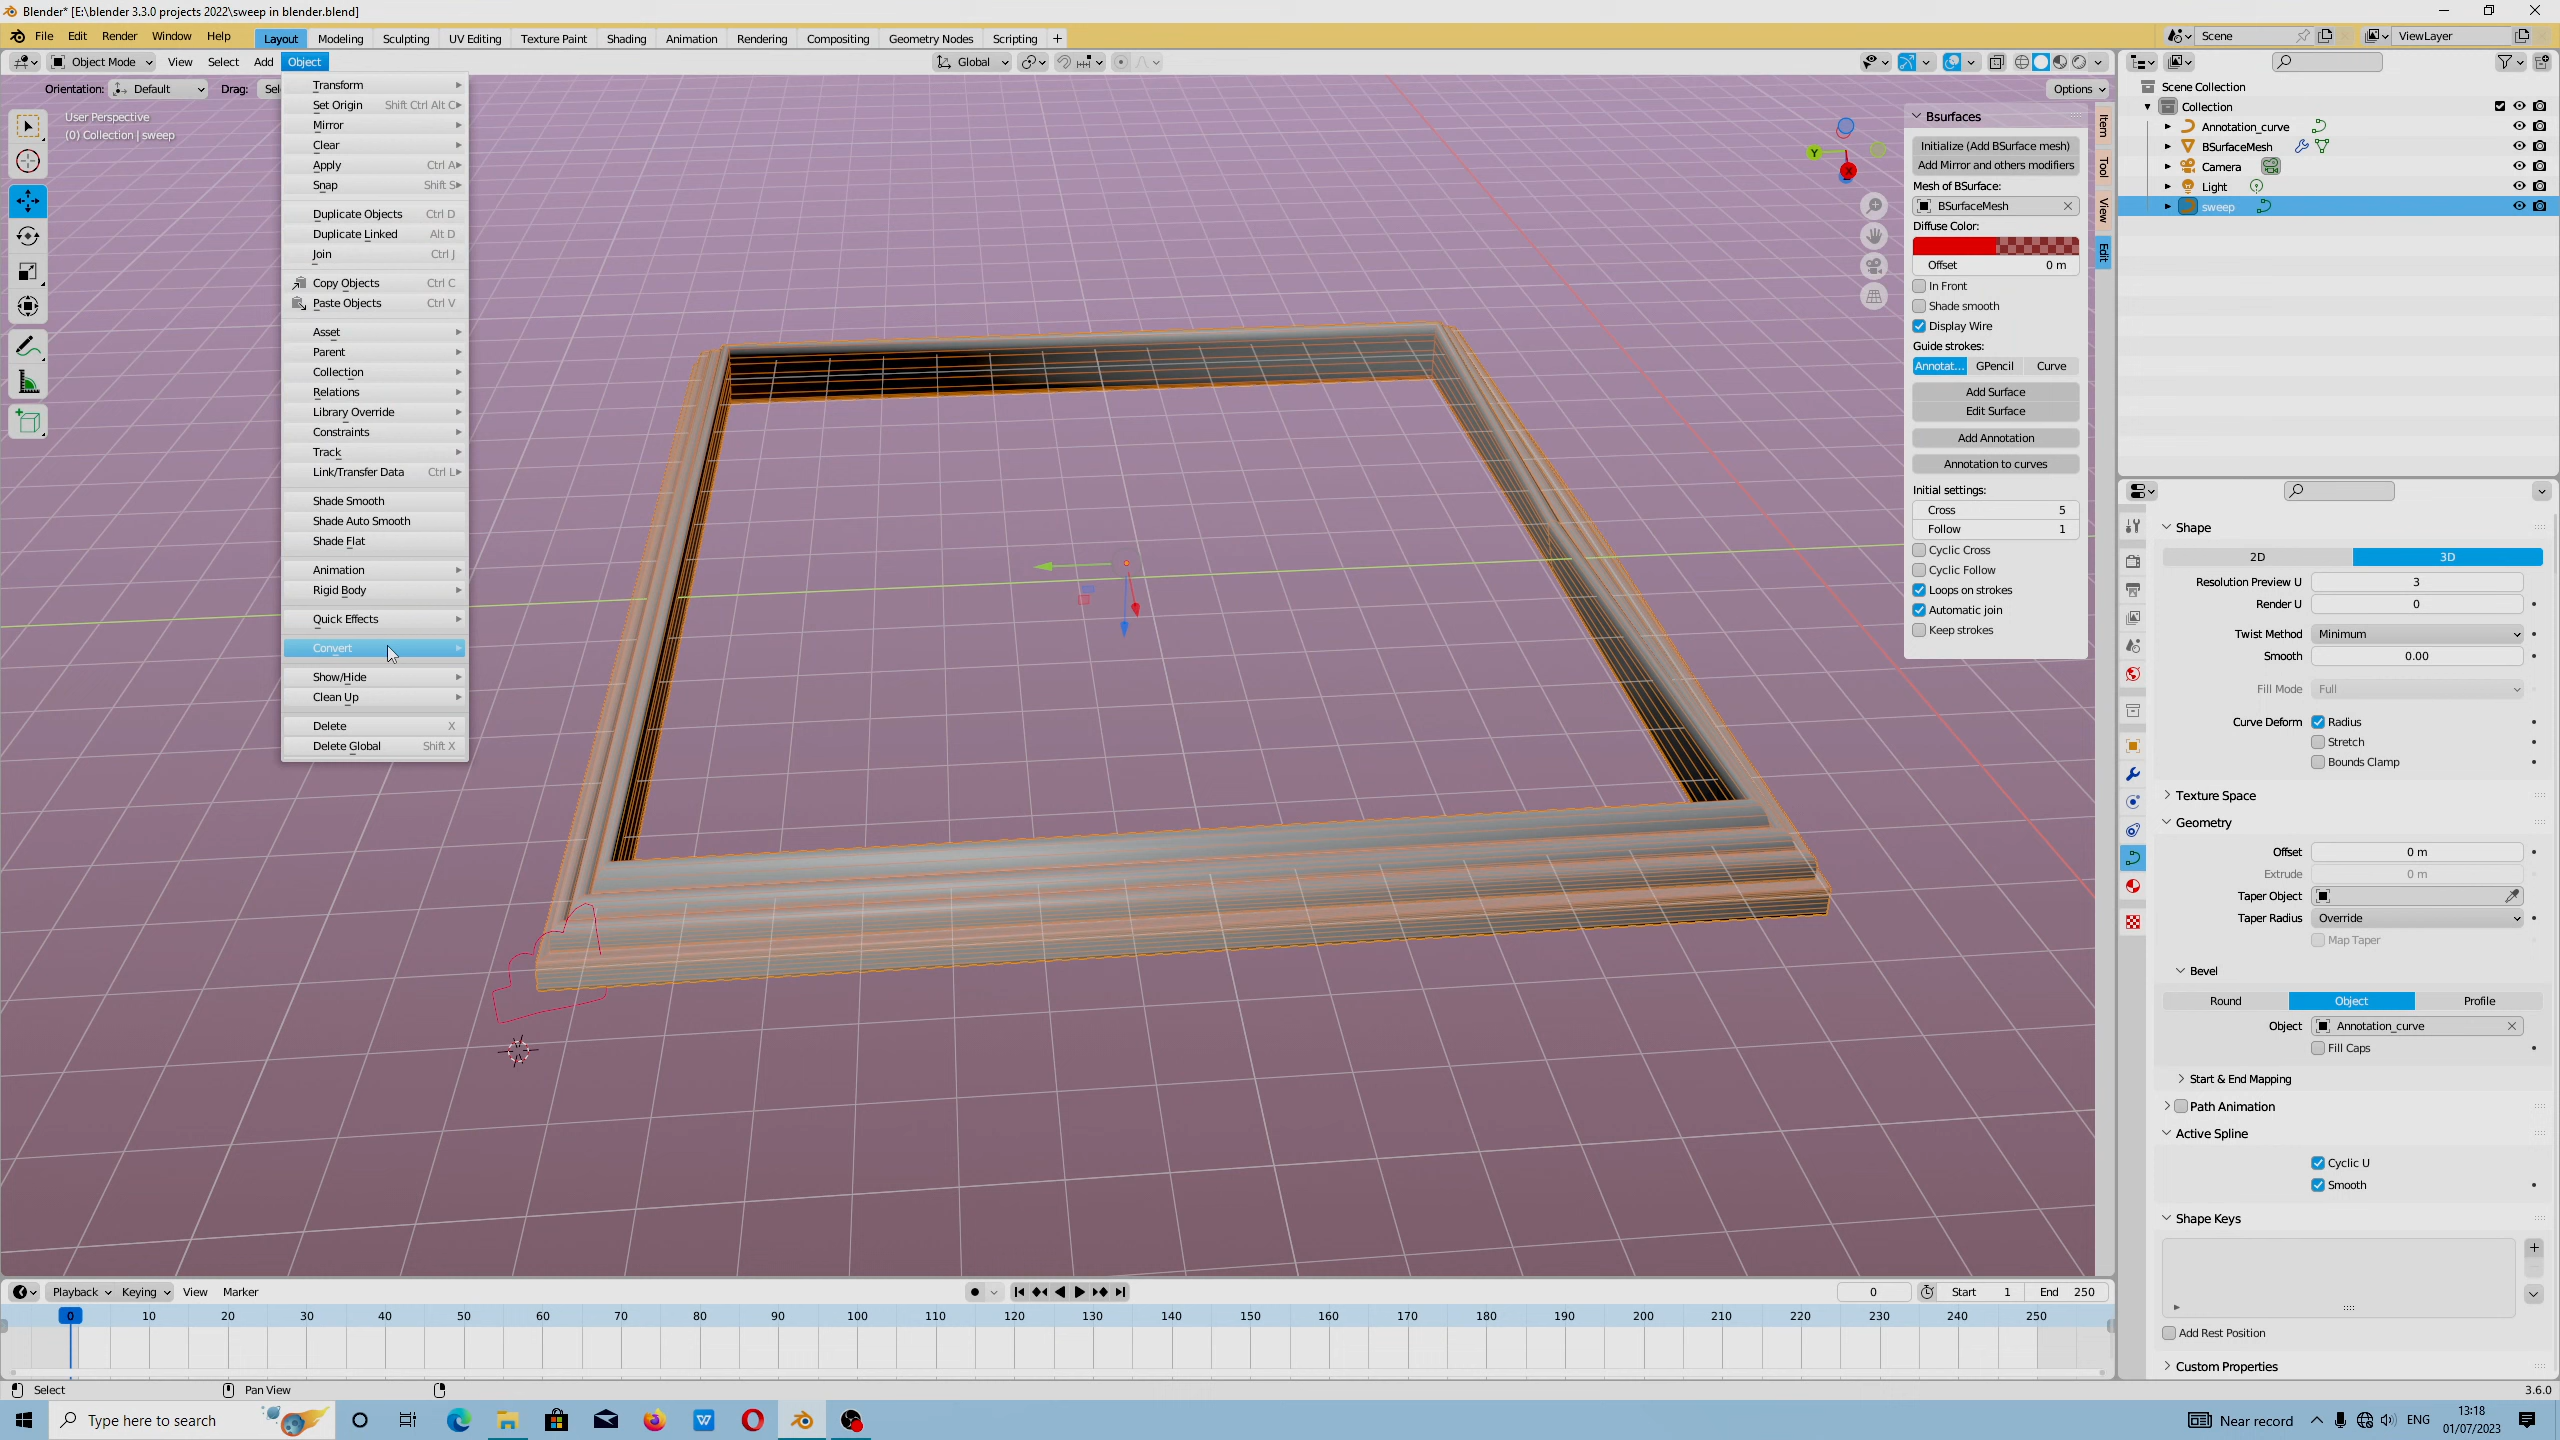 Blender* [E:\blender 3.3.0 projects 2022\sweep in blender.blend]
File Edit Render Window Help Layout Modeling Sculpting UV Editing Texture Paint Shading Animation Rendering Compositing Geometry Nodes Scripting + Scene ViewLayer
Object Mode View Select Add Object Global
Orientation: Default Drag: Sel Options
User Perspective
(0) Collection | sweep
Transform
Set Origin Shift Ctrl Alt C
Mirror
Clear
Apply Ctrl A
Snap Shift S
Duplicate Objects Ctrl D
Duplicate Linked Alt D
Join Ctrl J
Copy Objects Ctrl C
Paste Objects Ctrl V
Asset
Parent
Collection
Relations
Library Override
Constraints
Track
Link/Transfer Data Ctrl L
Shade Smooth
Shade Auto Smooth
Shade Flat
Animation
Rigid Body
Quick Effects
Convert
Show/Hide
Clean Up
Delete X
Delete Global Shift X
Y
X
Bsurfaces
Initialize (Add BSurface mesh)
Add Mirror and others modifiers
Mesh of BSurface:
BSurfaceMesh
Diffuse Color:
Offset 0 m
In Front
Shade smooth
Display Wire
Guide strokes:
Annotat... GPencil Curve
Add Surface
Edit Surface
Add Annotation
Annotation to curves
Initial settings:
Cross 5
Follow 1
Cyclic Cross
Cyclic Follow
Loops on strokes
Automatic join
Keep strokes
Item
Tool
View
Edit
Scene Collection
Collection
Annotation_curve
BSurfaceMesh
Camera
Light
sweep
Shape
2D 3D
Resolution Preview U 3
Render U 0
Twist Method Minimum
Smooth 0.00
Fill Mode Full
Curve Deform Radius
Stretch
Bounds Clamp
Texture Space
Geometry
Offset 0 m
Extrude 0 m
Taper Object
Taper Radius Override
Map Taper
Bevel
Round Object Profile
Object Annotation_curve
Fill Caps
Start & End Mapping
Path Animation
Active Spline
Cyclic U
Smooth
Shape Keys
Add Rest Position
Custom Properties
Playback Keying View Marker 0 Start 1 End 250
0 10 20 30 40 50 60 70 80 90 100 110 120 130 140 150 160 170 180 190 200 210 220 230 240 250
Select Pan View 3.6.0
Type here to search Near record ENG 13:18
01/07/2023